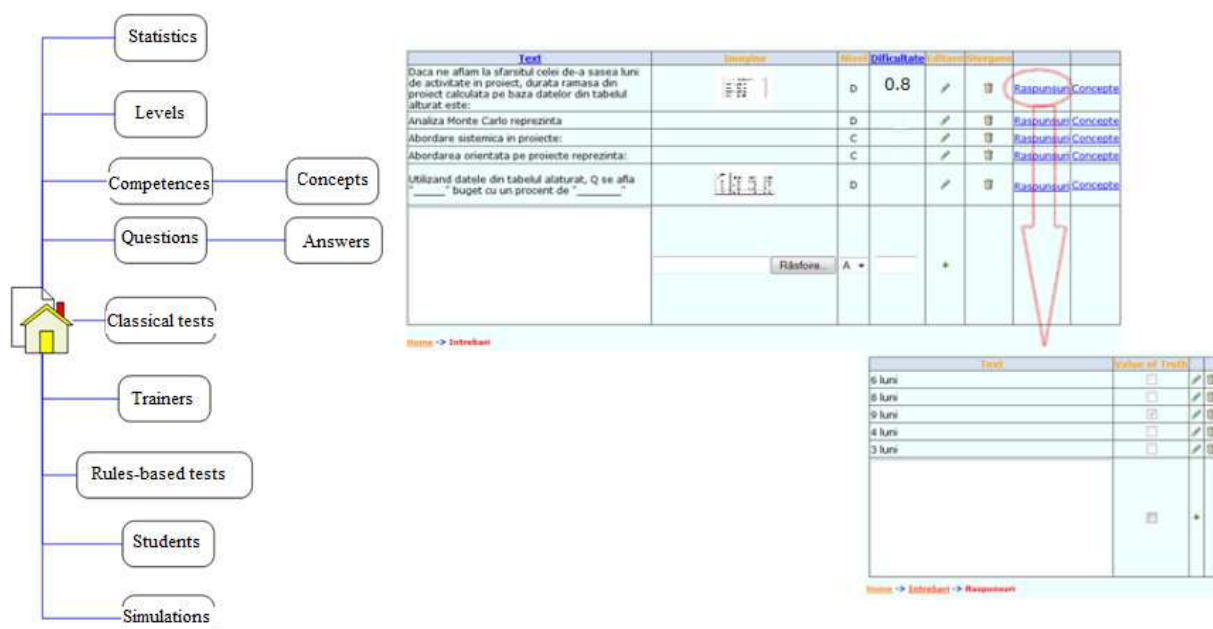 Statistics
Levels
Competences
Concepts
Questions
Answers
Classical tests
Trainers
Rules-based tests
Students
Simulations
Text Imagine Nivel Dificultate Editare Stergere
Daca ne aflam la sfarsitul celei de-a sasea luni
de activitate in proiect, durata ramasa din
proiect calculata pe baza datelor din tabelul
alturat este:
D 0.8 Raspunsuri Concepte
Analiza Monte Carlo reprezinta D Raspunsuri Concepte
Abordare sistemica in proiecte: C Raspunsuri Concepte
Abordarea orientata pe proiecte reprezinta: C Raspunsuri Concepte
Utilizand datele din tabelul alaturat, Q se afla
"______" buget cu un procent de "________"
D Raspunsuri Concepte
Răsfoire... A
Home -> Intrebari
Text Value of Truth
6 luni
8 luni
9 luni
4 luni
3 luni
Home -> Intrebari -> Raspunsuri